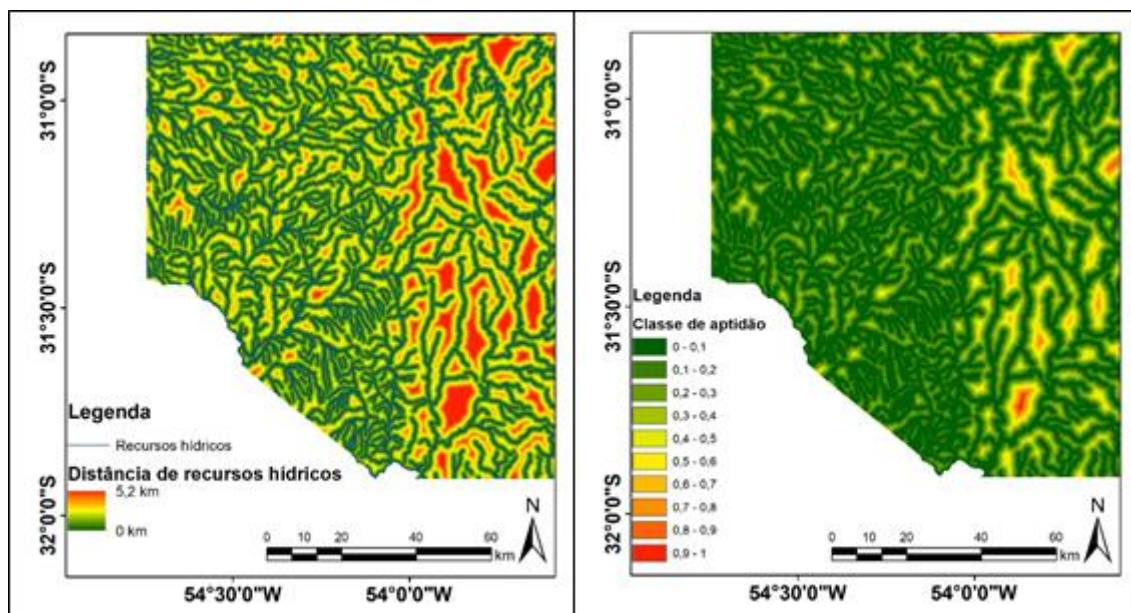 31°0'0"S
31°30'0"S
32°0'0"S
Legenda
Recursos hídricos
Distância de recursos hídricos
5,2 km
0 km
N
0 10 20 40 60
km
54°30'0"W 54°0'0"W
31°0'0"S
31°30'0"S
32°0'0"S
Legenda
Classe de aptidão
0 - 0,1
0,1 - 0,2
0,2 - 0,3
0,3 - 0,4
0,4 - 0,5
0,5 - 0,6
0,6 - 0,7
0,7 - 0,8
0,8 - 0,9
0,9 - 1
N
0 10 20 40 60
km
54°30'0"W 54°0'0"W